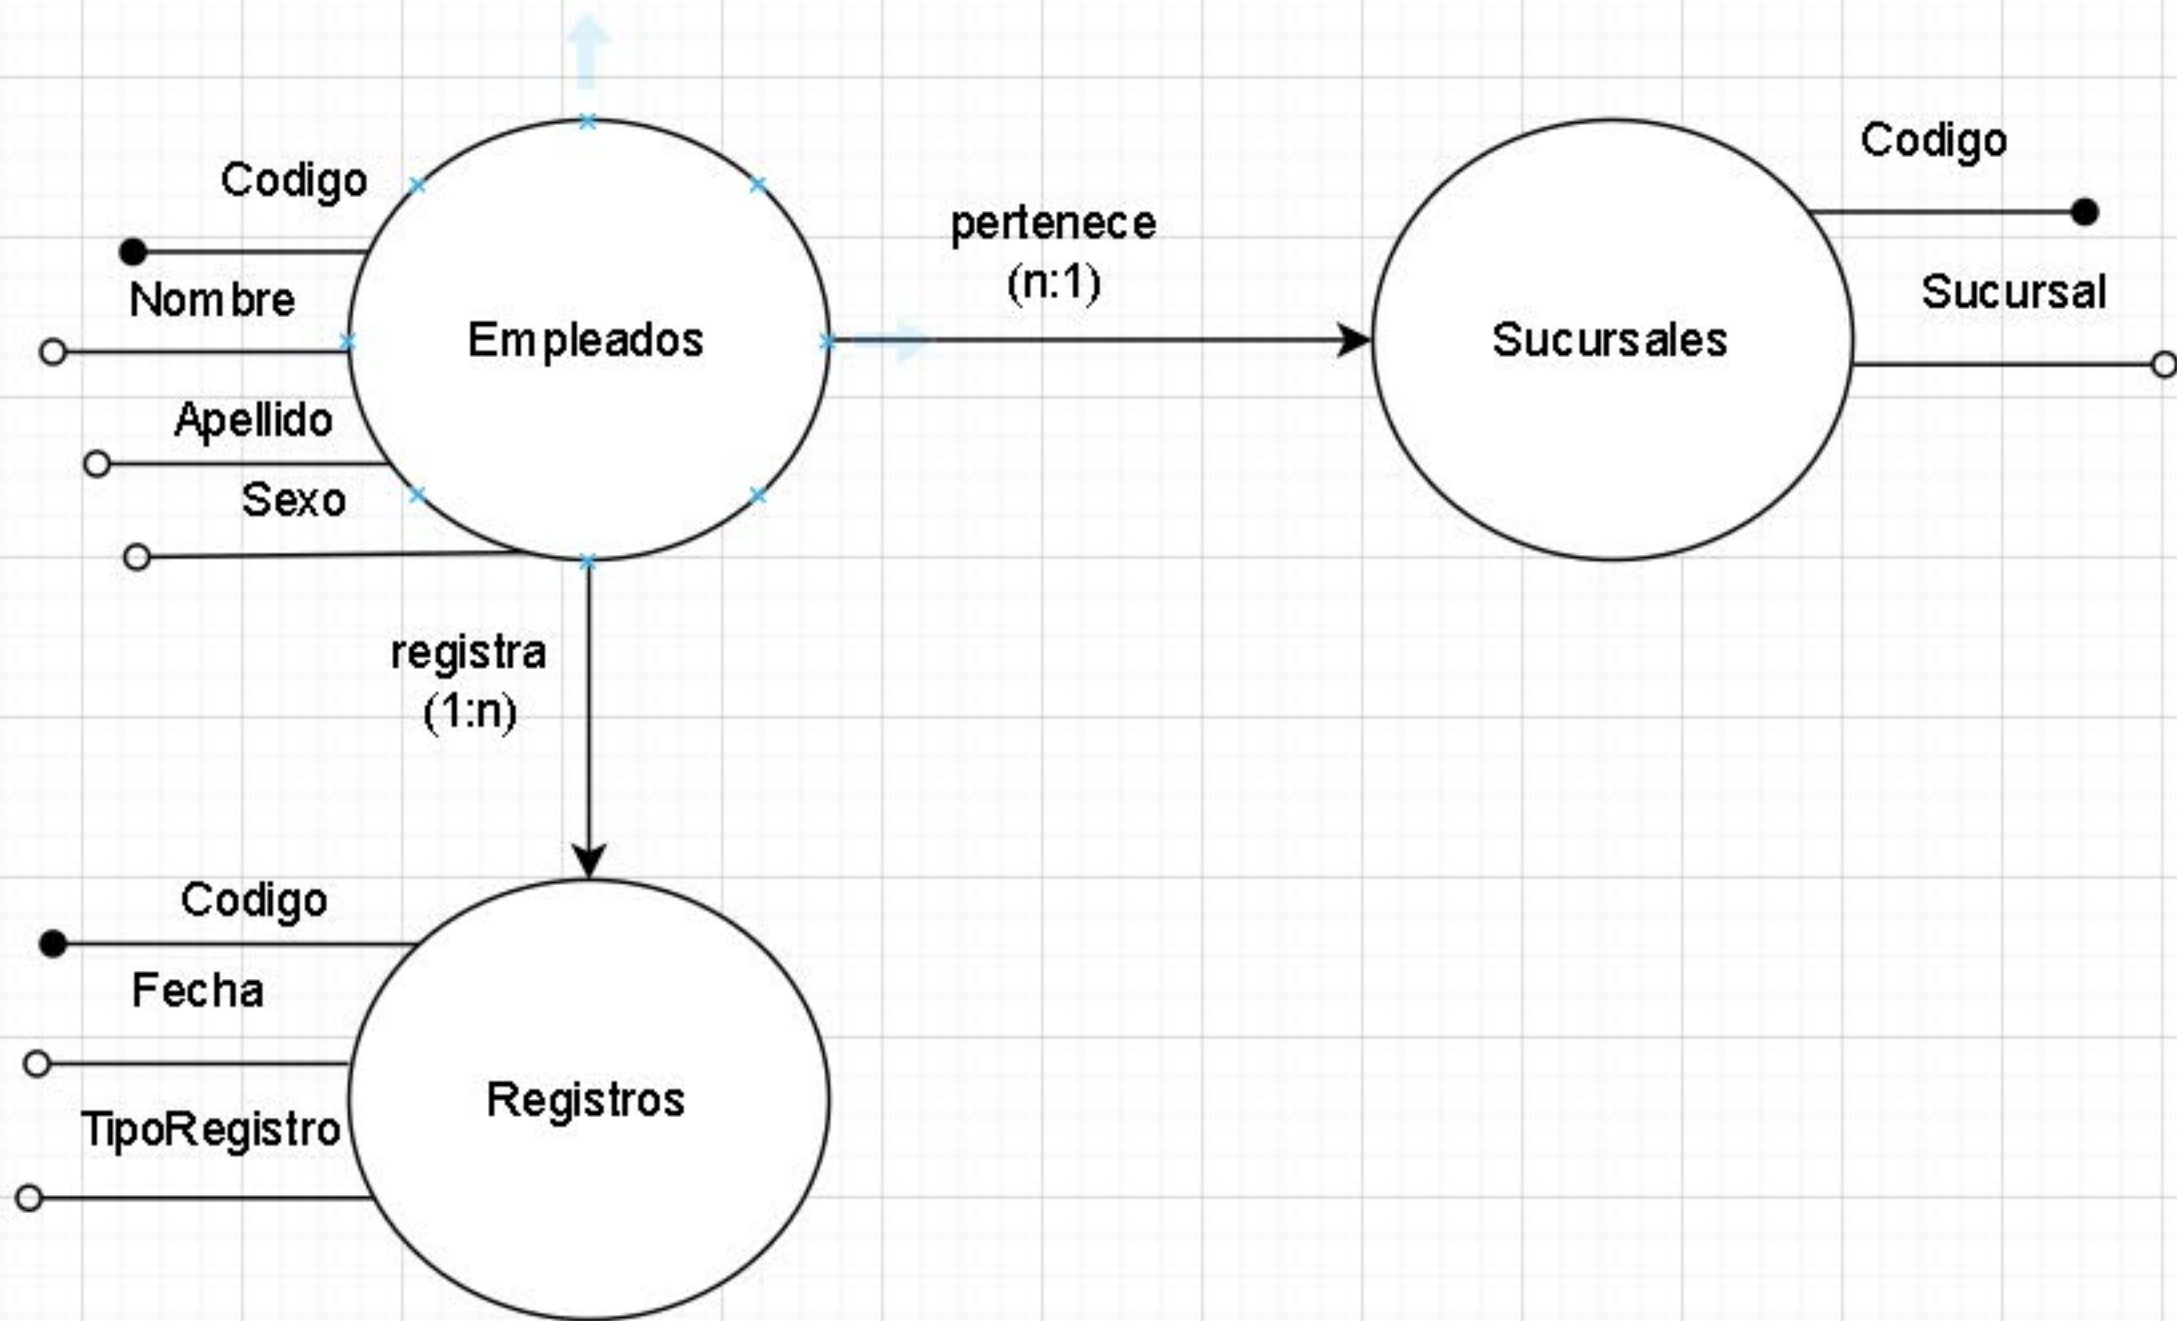 Codigo
Nombre
Apellido
Sexo
Empleados
pertenece
(n:1)
Sucursales
Codigo
Sucursal
registra
(1:n)
Codigo
Fecha
TipoRegistro
Registros